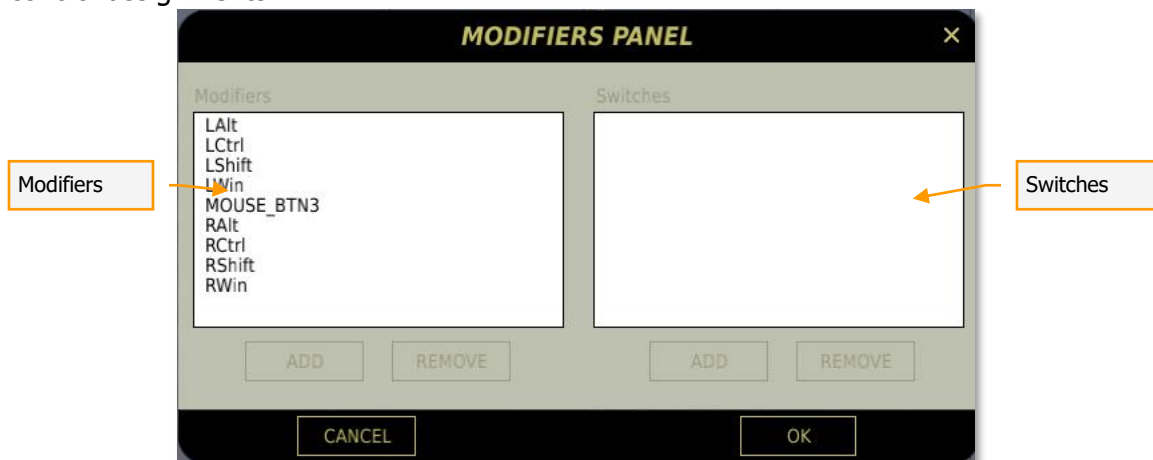 MODIFIERS PANEL ×
Modifiers Switches
LAlt
LCtrl
LShift
LWin
MOUSE_BTN3
RAlt
RCtrl
RShift
RWin
Modifiers
Switches
ADD REMOVE ADD REMOVE
CANCEL OK